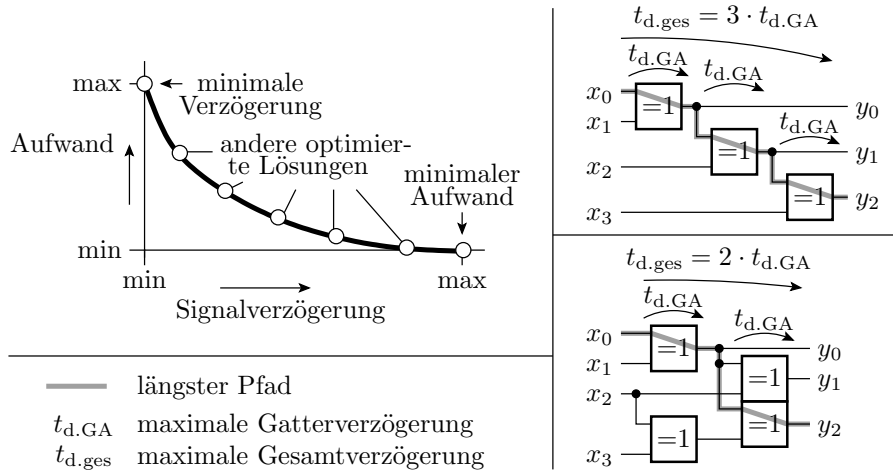 max
minimale
Verzögerung
Aufwand
andere optimier-
te Lösungen
minimaler
Aufwand
min
min
max
Signalverzögerung
längster Pfad
t_d.GA maximale Gatterverzögerung
t_d.ges maximale Gesamtverzögerung
t_d.ges = 3 · t_d.GA
t_d.GA
t_d.GA
x_0
=1
y_0
x_1
t_d.GA
=1
y_1
x_2
=1
y_2
x_3
t_d.ges = 2 · t_d.GA
t_d.GA
t_d.GA
x_0
=1
y_0
x_1
=1
y_1
x_2
=1
y_2
=1
x_3